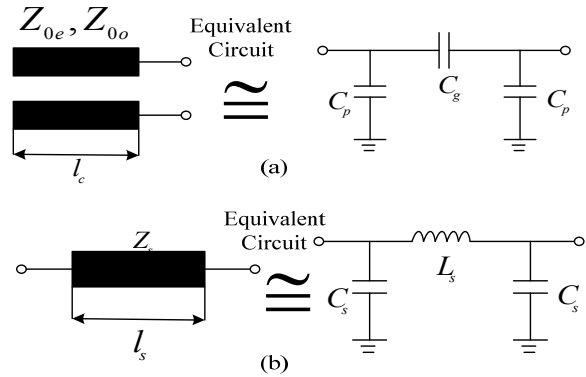 Z0e, Z0o
Equivalent
Circuit
≅
Cp
Cg
Cp
lc
(a)
Zs
Equivalent
Circuit
≅
Cs
Ls
Cs
ls
(b)